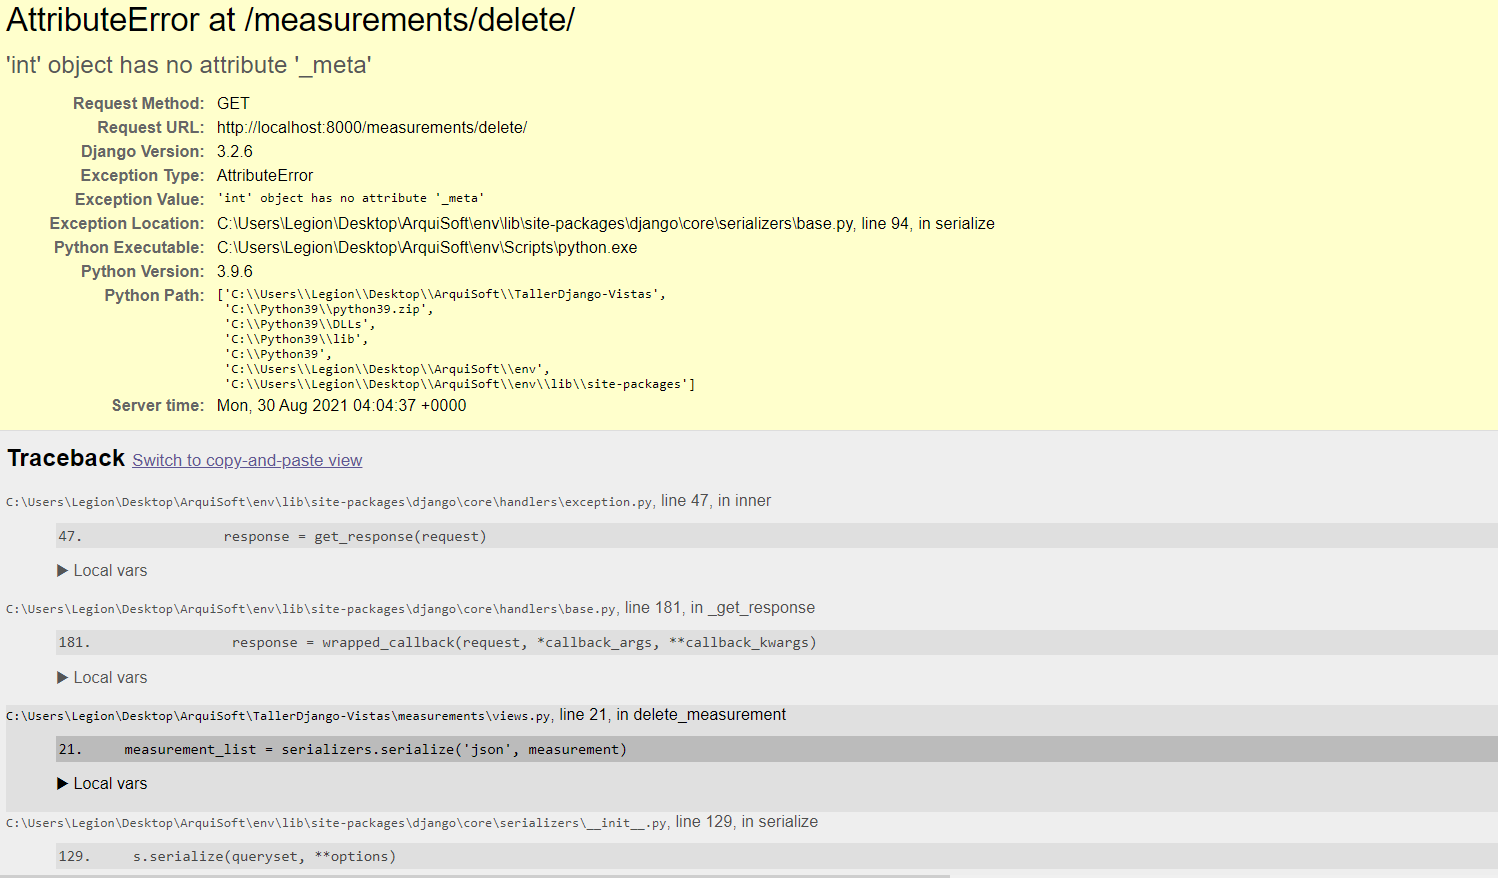 AttributeError at /measurements/delete/
'int' object has no attribute '_meta'
Request Method: GET
Request URL: http://localhost:8000/measurements/delete/
Django Version: 3.2.6
Exception Type: AttributeError
Exception Value: 'int' object has no attribute '_meta'
Exception Location: C:\Users\Legion\Desktop\ArquiSoft\env\lib\site-packages\django\core\serializers\base.py, line 94, in serialize
Python Executable: C:\Users\Legion\Desktop\ArquiSoft\env\Scripts\python.exe
Python Version: 3.9.6
Python Path: ['C:\\Users\\Legion\\Desktop\\ArquiSoft\\TallerDjango-Vistas',
'C:\\Python39\\python39.zip',
'C:\\Python39\\DLLs',
'C:\\Python39\\lib',
'C:\\Python39',
'C:\\Users\\Legion\\Desktop\\ArquiSoft\\env',
'C:\\Users\\Legion\\Desktop\\ArquiSoft\\env\\lib\\site-packages']
Server time: Mon, 30 Aug 2021 04:04:37 +0000
Traceback Switch to copy-and-paste view
C:\Users\Legion\Desktop\ArquiSoft\env\lib\site-packages\django\core\handlers\exception.py, line 47, in inner
47. response = get_response(request)
▶ Local vars
C:\Users\Legion\Desktop\ArquiSoft\env\lib\site-packages\django\core\handlers\base.py, line 181, in _get_response
181. response = wrapped_callback(request, *callback_args, **callback_kwargs)
▶ Local vars
C:\Users\Legion\Desktop\ArquiSoft\TallerDjango-Vistas\measurements\views.py, line 21, in delete_measurement
21. measurement_list = serializers.serialize('json', measurement)
▶ Local vars
C:\Users\Legion\Desktop\ArquiSoft\env\lib\site-packages\django\core\serializers\__init__.py, line 129, in serialize
129. s.serialize(queryset, **options)